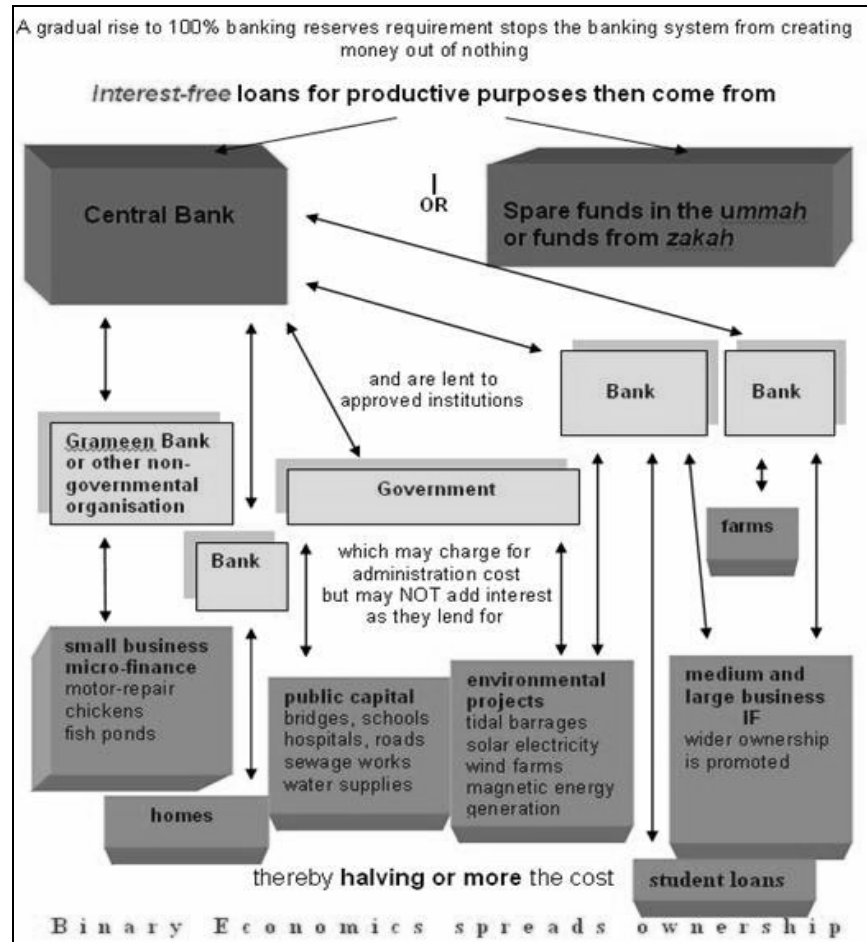 A gradual rise to 100% banking reserves requirement stops the banking system from creating
money out of nothing
Interest-free loans for productive purposes then come from
Central Bank
|
OR
Spare funds in the ummah
or funds from zakah
and are lent to
approved institutions
Bank
Bank
Grameen Bank
or other non-
governmental
organisation
Government
farms
Bank
which may charge for
administration cost
but may NOT add interest
as they lend for
small business
micro-finance
motor-repair
chickens
fish ponds
public capital
bridges, schools
hospitals, roads
sewage works
water supplies
environmental
projects
tidal barrages
solar electricity
wind farms
magnetic energy
generation
medium and
large business
IF
wider ownership
is promoted
homes
thereby halving or more the cost
student loans
Binary Economics spreads ownership